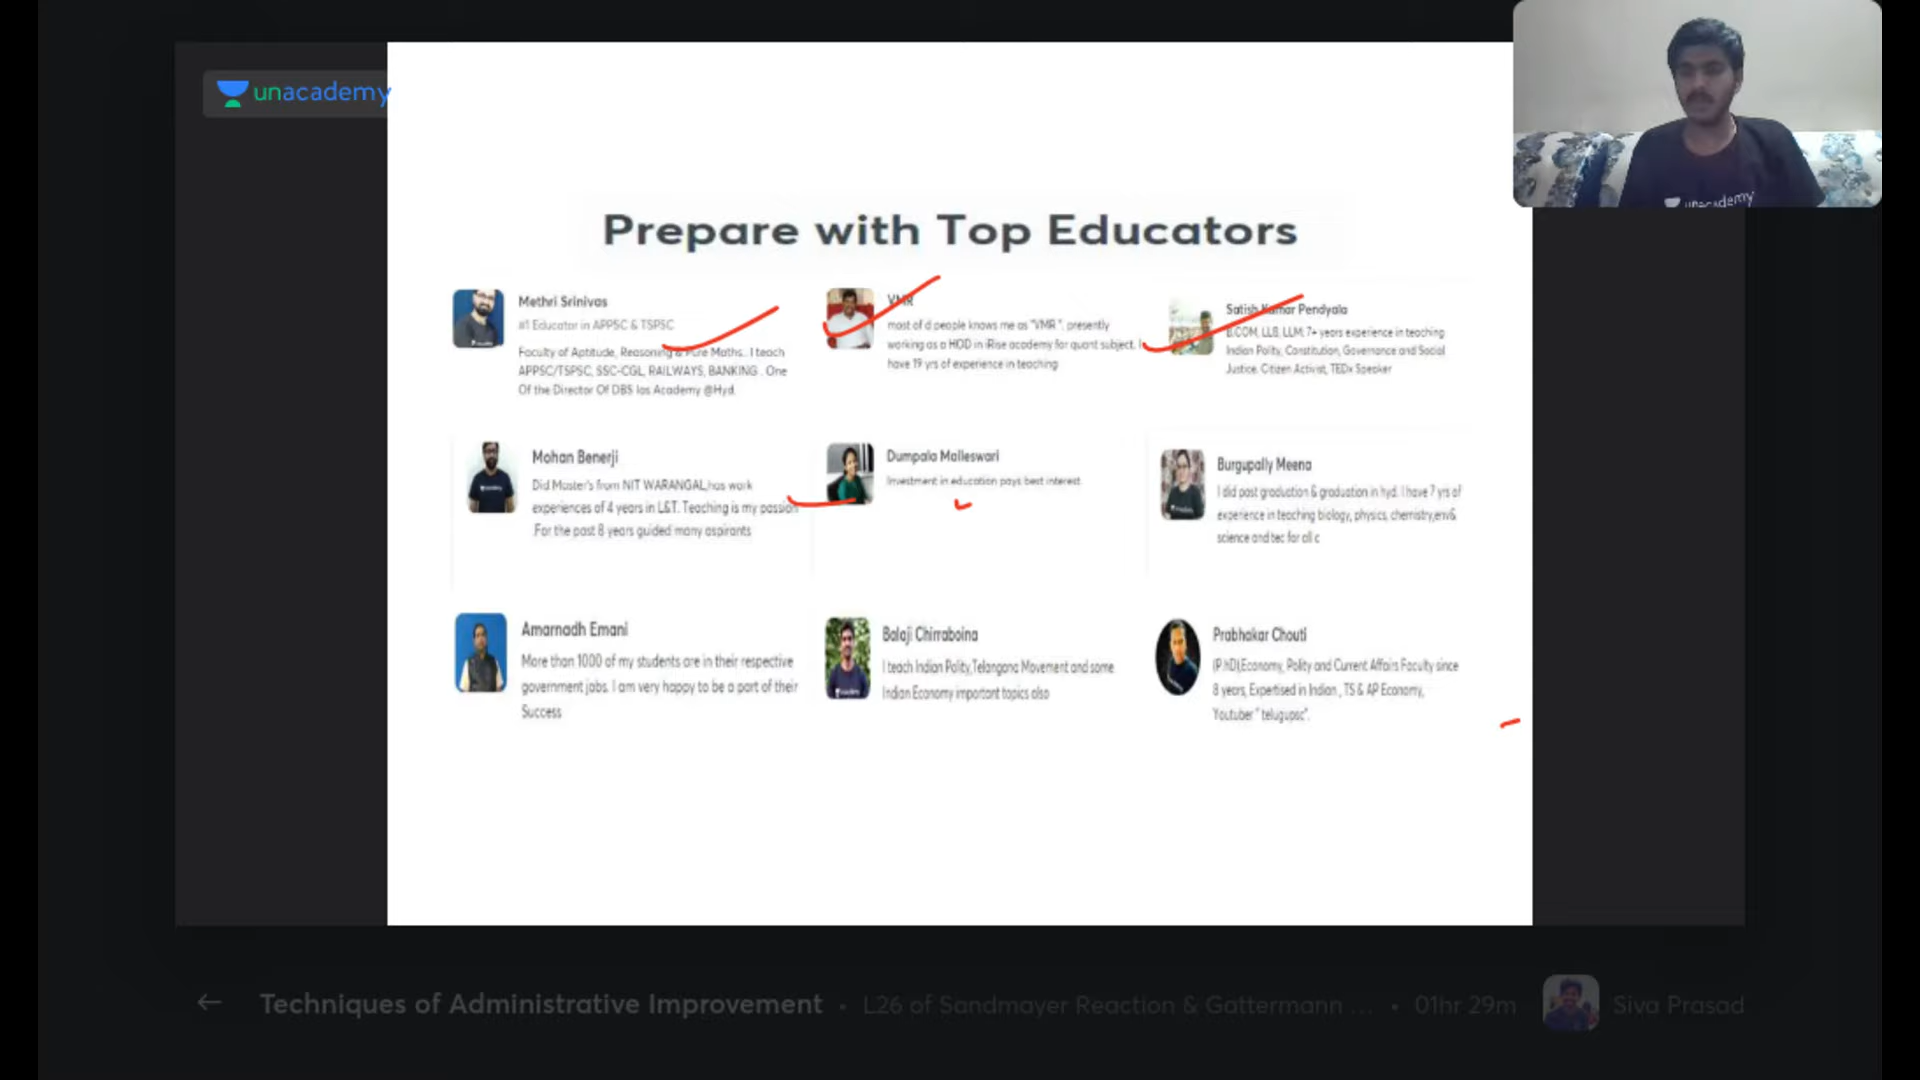 unacademy
unacademy
Prepare with Top Educators
Methri Srinivas
#1 Educator in APPSC & TSPSC
Faculty of Aptitude, Reasoning & Pure Maths.. I teach
APPSC/TSPSC, SSC-CGL, RAILWAYS, BANKING . One
Of the Director Of DBS Ias Academy @Hyd.
VMR
most of d people knows me as "VMR ", presently
working as a HOD in iRise academy for quant subject. I
have 19 yrs of experience in teaching
Satish Kumar Pendyala
B.COM, LLB, LLM. 7+ years experience in teaching
Indian Polity, Constitution, Governance and Social
Justice. Citizen Activist, TEDx Speaker
Mohan Benerji
Did Master's from NIT WARANGAL,has work
experiences of 4 years in L&T. Teaching is my passion
.For the past 8 years guided many aspirants
Dumpala Malleswari
Investment in education pays best interest
Burgupally Meena
I did post graduation & graduation in hyd. I have 7 yrs of
experience in teaching biology, physics, chemistry,env&
science and tec for all c
Amarnadh Emani
More than 1000 of my students are in their respective
government jobs. I am very happy to be a part of their
Success
Balaji Chirraboina
I teach Indian Polity,Telangana Movement and some
Indian Economy important topics also
Prabhakar Chouti
(P.hD),Economy, Polity and Current Affairs Faculty since
8 years, Expertised in Indian , TS & AP Economy,
Youtuber " telugupsc".
Techniques of Administrative Improvement • L26 of Sandmayer Reaction & Gattermann ... • 01hr 29m Siva Prasad